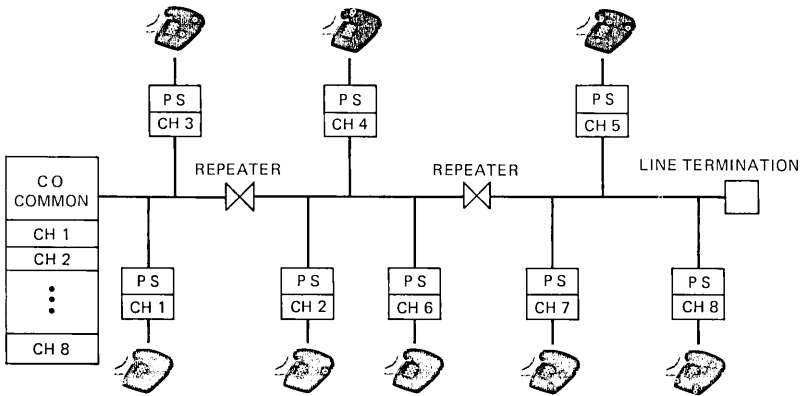 PS
CH 3
PS
CH 4
PS
CH 5
REPEATER
REPEATER
LINE TERMINATION
CO
COMMON
CH 1
CH 2
CH 8
PS
CH 1
PS
CH 2
PS
CH 6
PS
CH 7
PS
CH 8